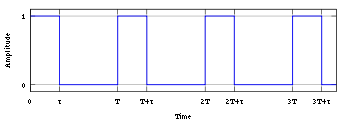 1
Amplitude
0
0 τ T T+τ 2T 2T+τ 3T 3T+τ
Time